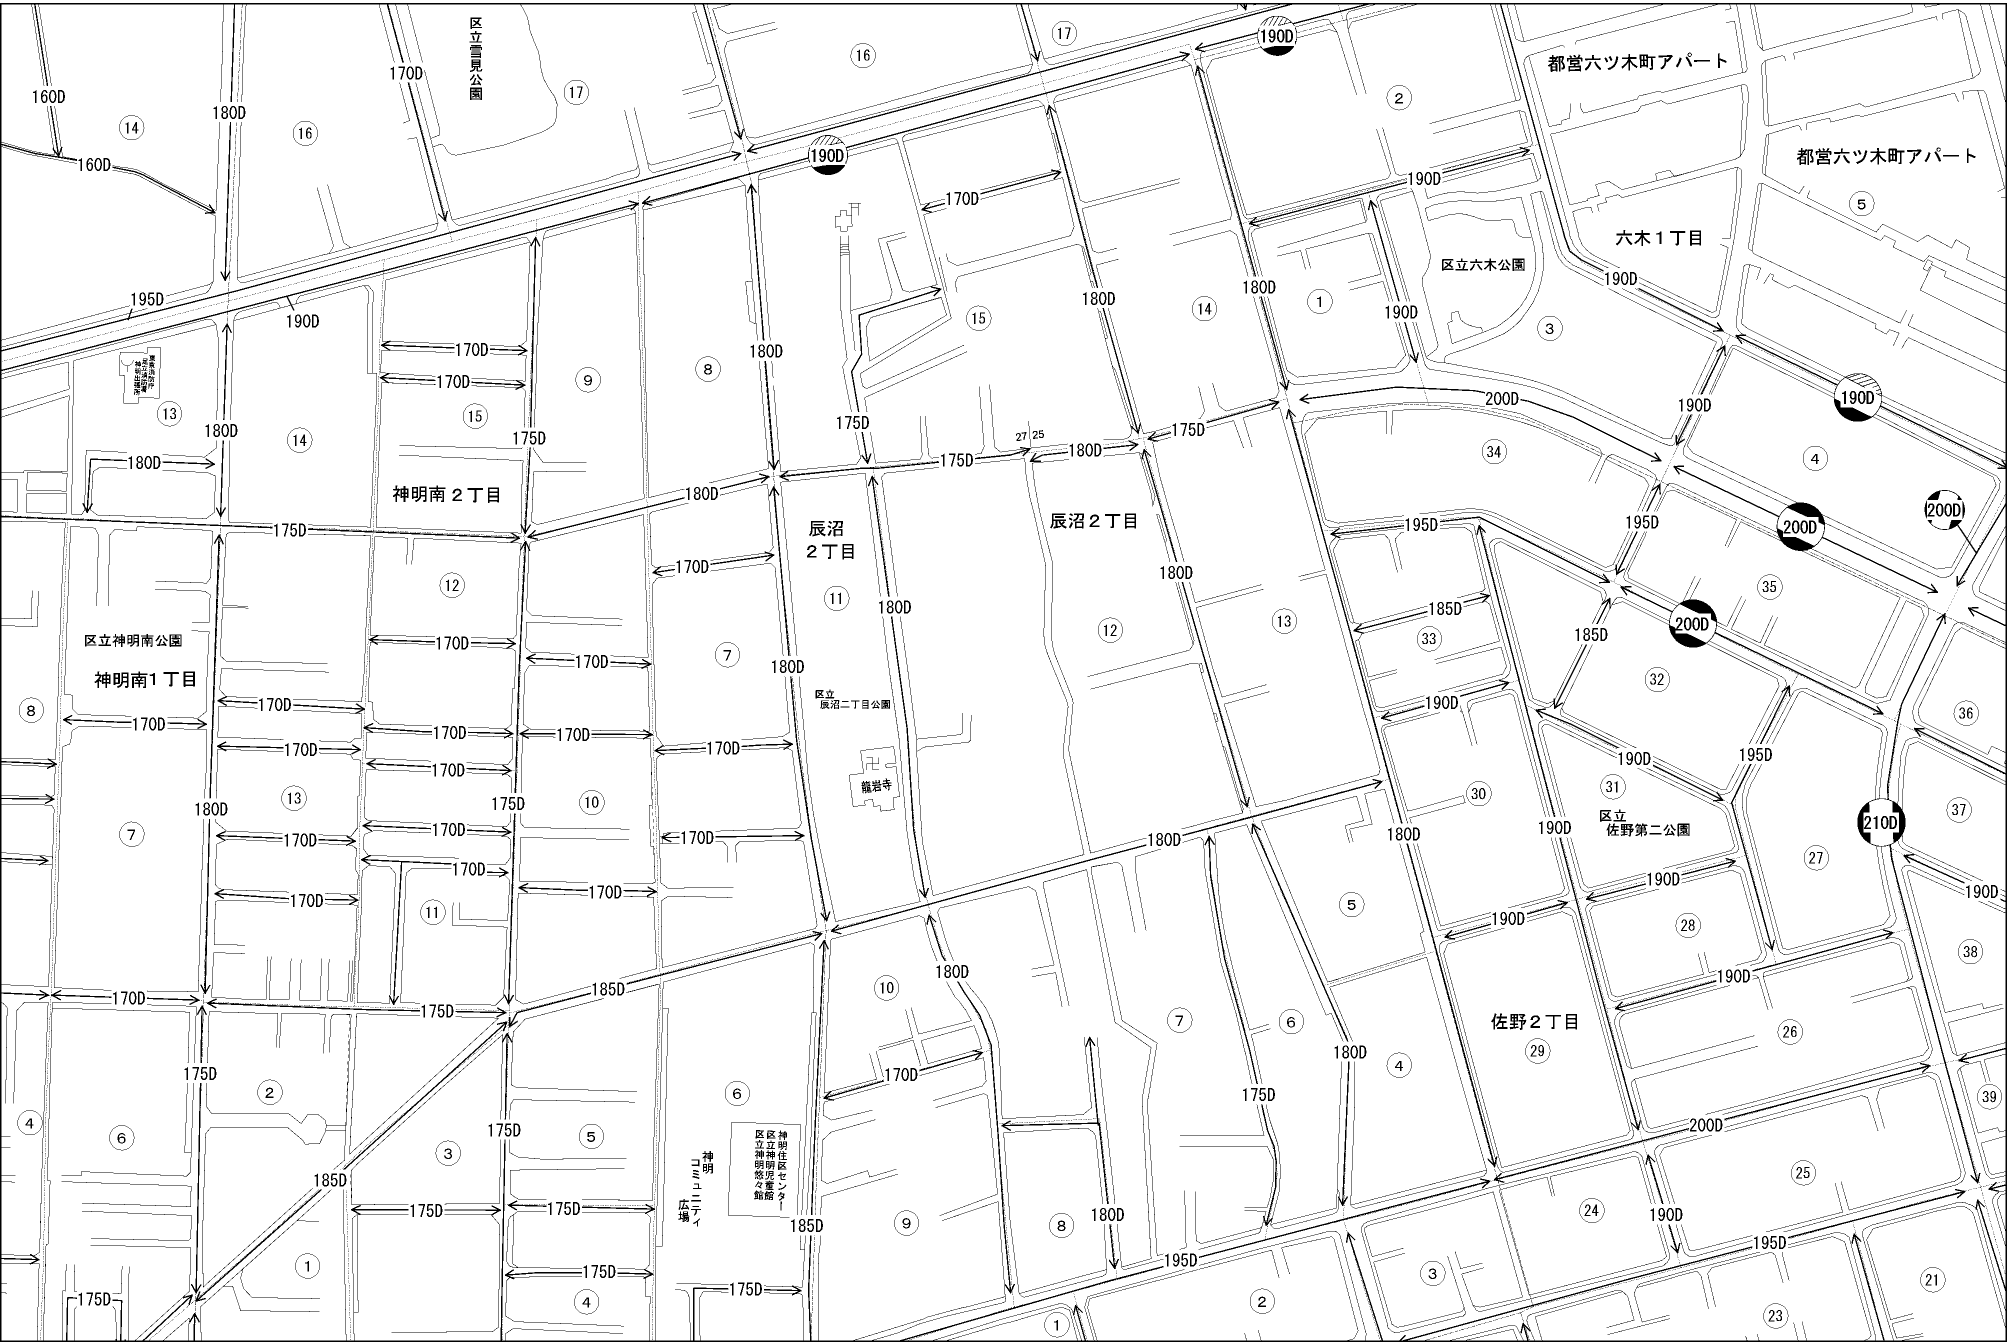 17
190D
16
区立雪見公園
17
170D
都営六ツ木町アパート
2
160D
180D
14
16
190D
都営六ツ木町アパート
160D
170D
190D
5
六木1丁目
区立六木公園
190D
195D
190D
180D
180D
1
190D
3
14
15
170D
180D
8
9
170D
190D
190D
200D
13
14
15
180D
175D
175D
27 25
175D
180D
175D
34
4
180D
神明南2丁目
180D
200D
175D
辰沼
2丁目
辰沼2丁目
195D
195D
200D
170D
180D
12
11
180D
185D
35
区立神明南公園
170D
170D
7
180D
12
13
33
185D
200D
神明南1丁目
8
170D
170D
区立
辰沼二丁目公園
190D
32
36
170D
170D
170D
170D
170D
190D
195D
170D
龍岩寺
13
180D
175D
10
30
31
区立
佐野第二公園
37
7
170D
170D
170D
180D
180D
190D
27
210D
170D
170D
170D
11
5
190D
190D
190D
28
38
170D
175D
185D
180D
10
190D
7
6
佐野2丁目
29
26
175D
2
170D
180D
4
6
175D
39
4
6
175D
5
200D
3
神明住区センター
区立神明児童館
区立神明悠々館
神明
コミュニティ
広場
185D
25
175D
175D
185D
9
8
180D
24
190D
1
175D
195D
195D
3
21
175D
175D
4
1
2
23